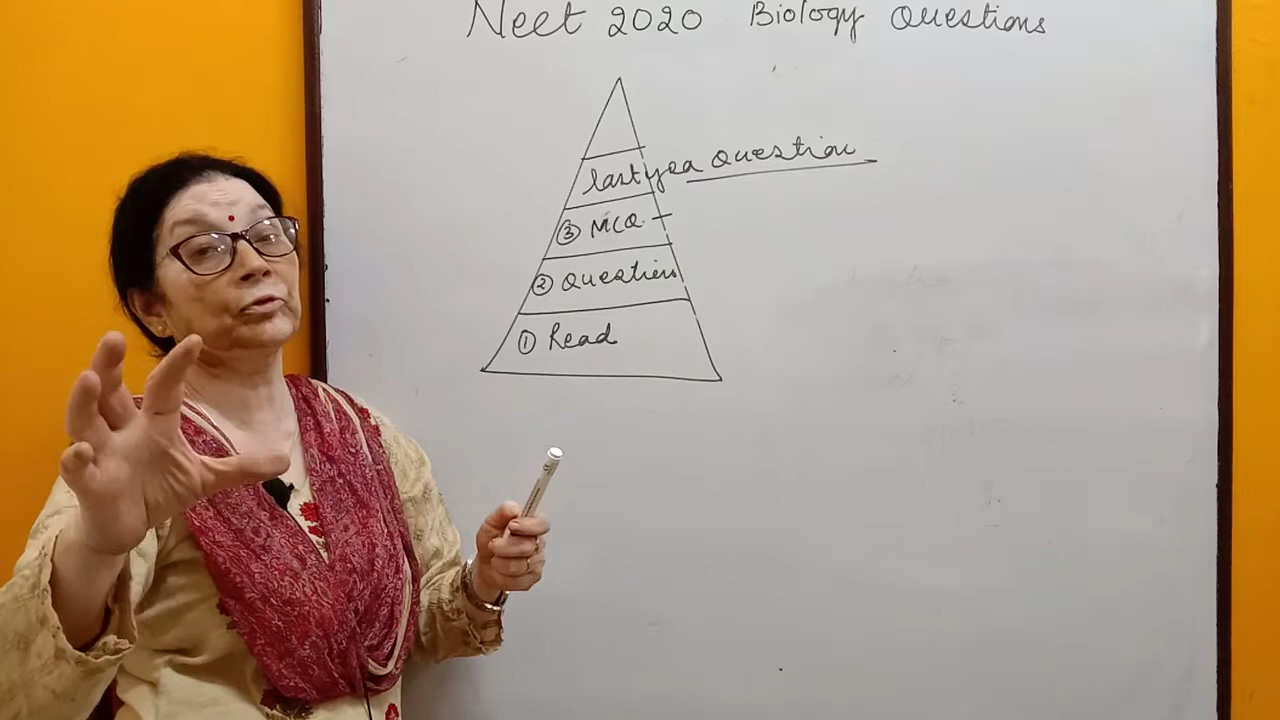 Neet 2020 Biology Questions
last yea Question
③ MCQ
② Questions
① Read